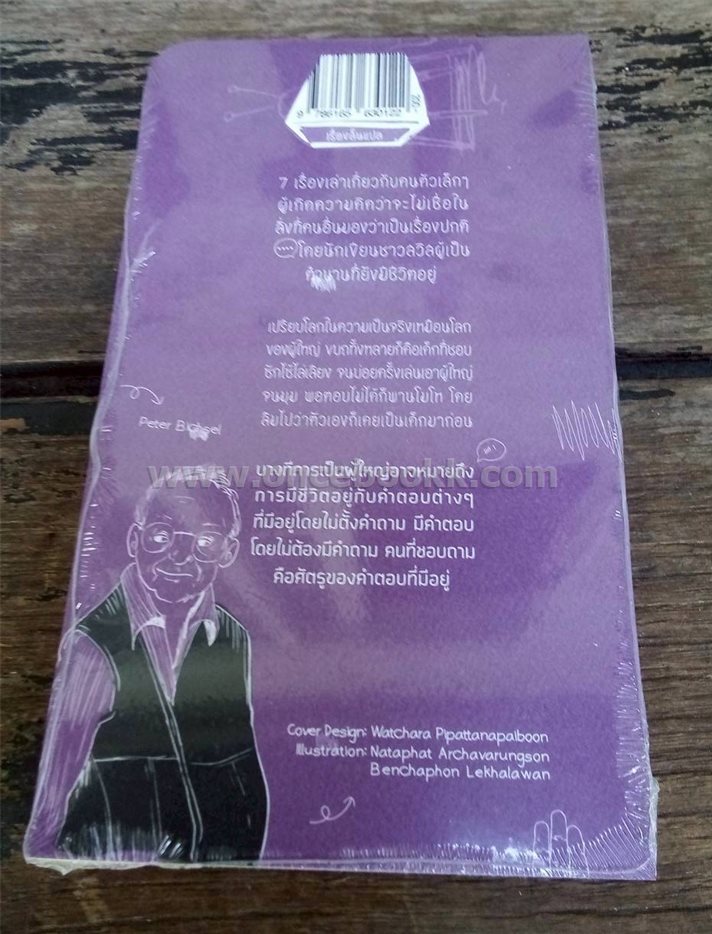 9 786165 630122
เรื่องสั้นแปล
7 เรื่องเล่าเกี่ยวกับคนตัวเล็กๆ
ผู้เกิดความคิดว่าจะไม่เชื่อใน
สิ่งที่คนอื่นมองว่าเป็นเรื่องปกติ
โดยนักเขียนชาวสวิสผู้เป็น
ตำนานที่ยังมีชีวิตอยู่
เปรียบโลกในความเป็นจริงเหมือนโลก
ของผู้ใหญ่ ขบถทั้งหลายก็คือเด็กที่ชอบ
ซักไซ้ไล่เลียง จนบ่อยครั้งเล่นเอาผู้ใหญ่
จนมุม พอตอบไม่ได้ก็พานโมโห โดย
ลืมไปว่าตัวเองก็เคยเป็นเด็กมาก่อน
Peter Bichsel
www.oncebookk.com
บางทีการเป็นผู้ใหญ่อาจหมายถึง
การมีชีวิตอยู่กับคำตอบต่างๆ
ที่มีอยู่โดยไม่ตั้งคำถาม มีคำตอบ
โดยไม่ต้องมีคำถาม คนที่ชอบถาม
คือศัตรูของคำตอบที่มีอยู่
Cover Design: Watchara Pipattanapaiboon
Illustration: Nataphat Archavarungson
Benchaphon Lekhalawan